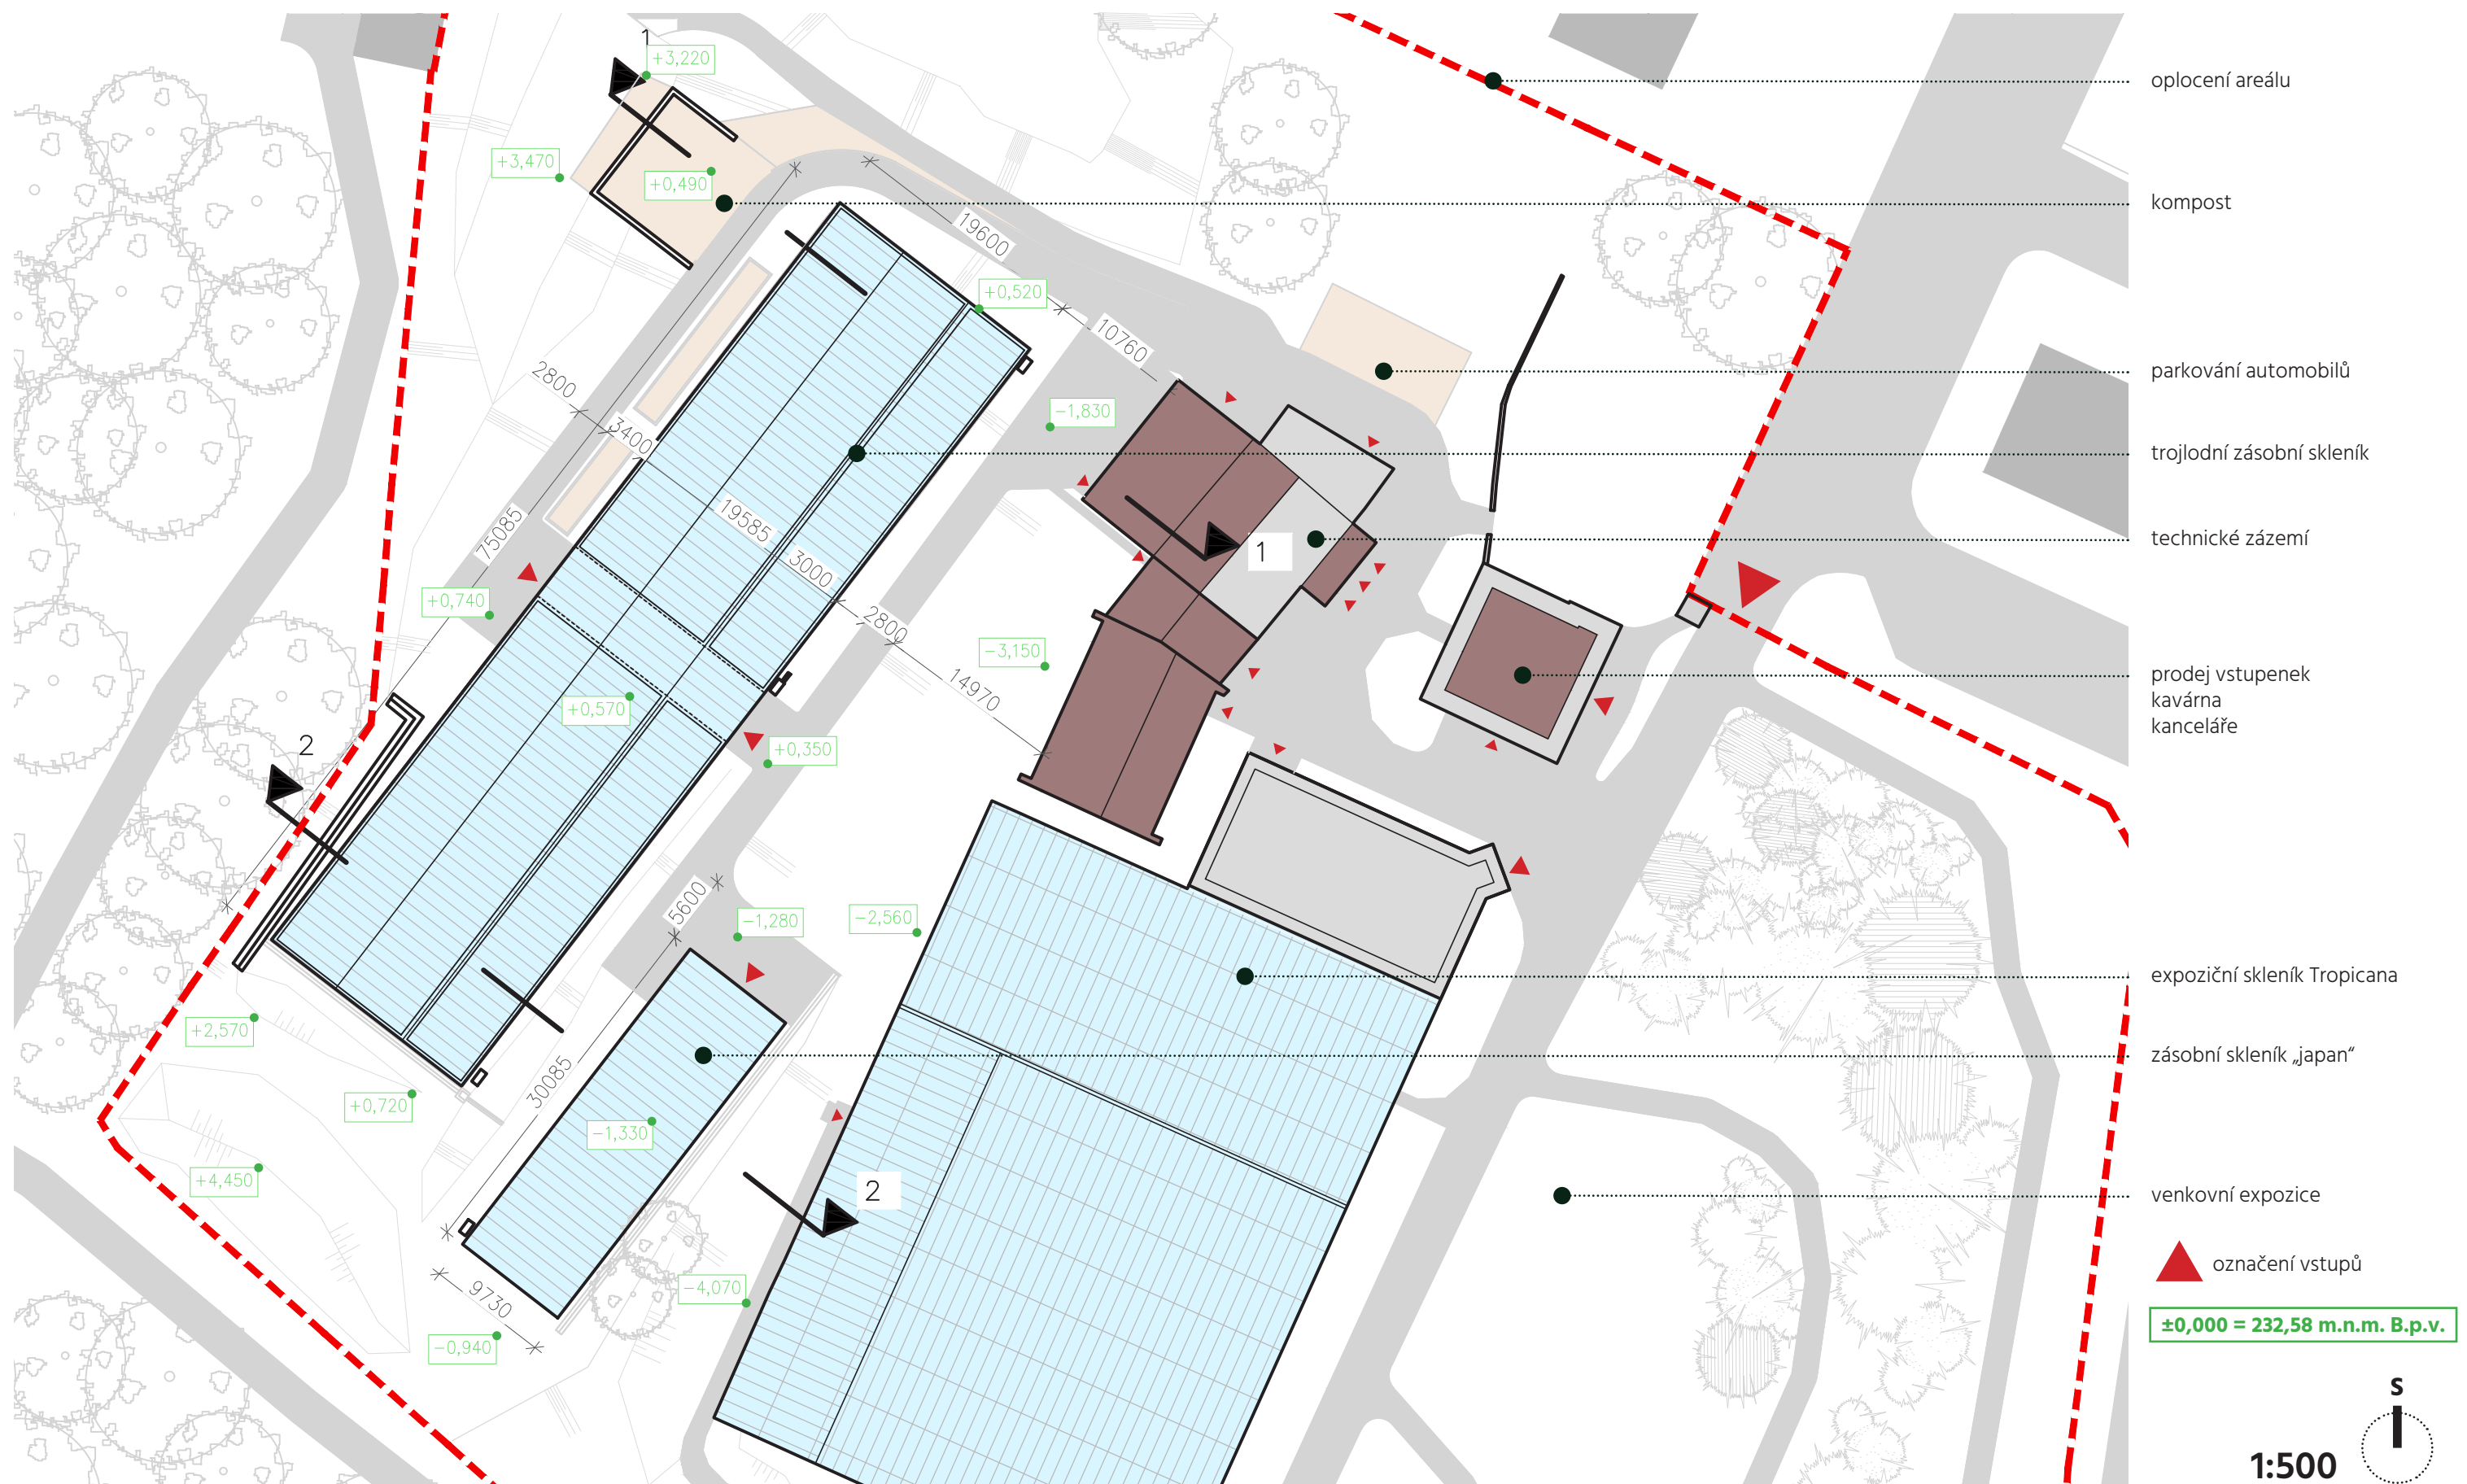 1
+3,220
+3,470
+0,490
19600
+0,520
10760
2800
3400
-1,830
75085
19585
3000
1
+0,740
2800
-3,150
14970
+0,570
2
+0,350
5600
-1,280
-2,560
+2,570
30085
+0,720
-1,330
+4,450
2
-4,070
9730
-0,940
oplocení areálu
kompost
parkování automobilů
trojlodní zásobní skleník
technické zázemí
prodej vstupenek
kavárna
kanceláře
expoziční skleník Tropicana
zásobní skleník „japan“
venkovní expozice
označení vstupů
±0,000 = 232,58 m.n.m. B.p.v.
S
1:500